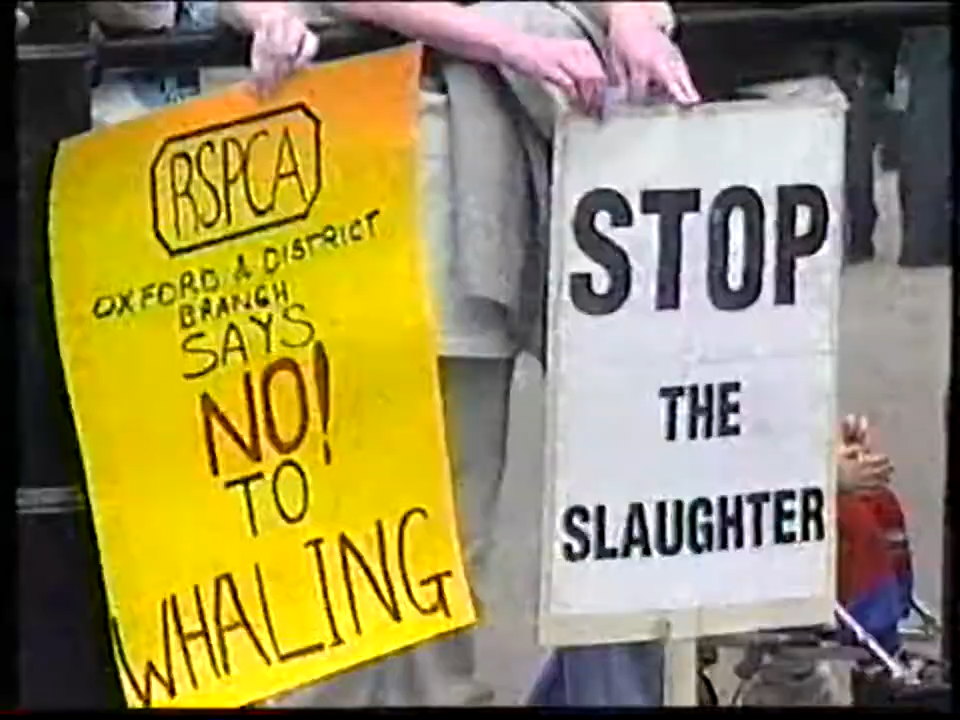 RSPCA
OXFORD & DISTRICT
BRANCH
SAYS
NO!
TO
WHALING
STOP
THE
SLAUGHTER